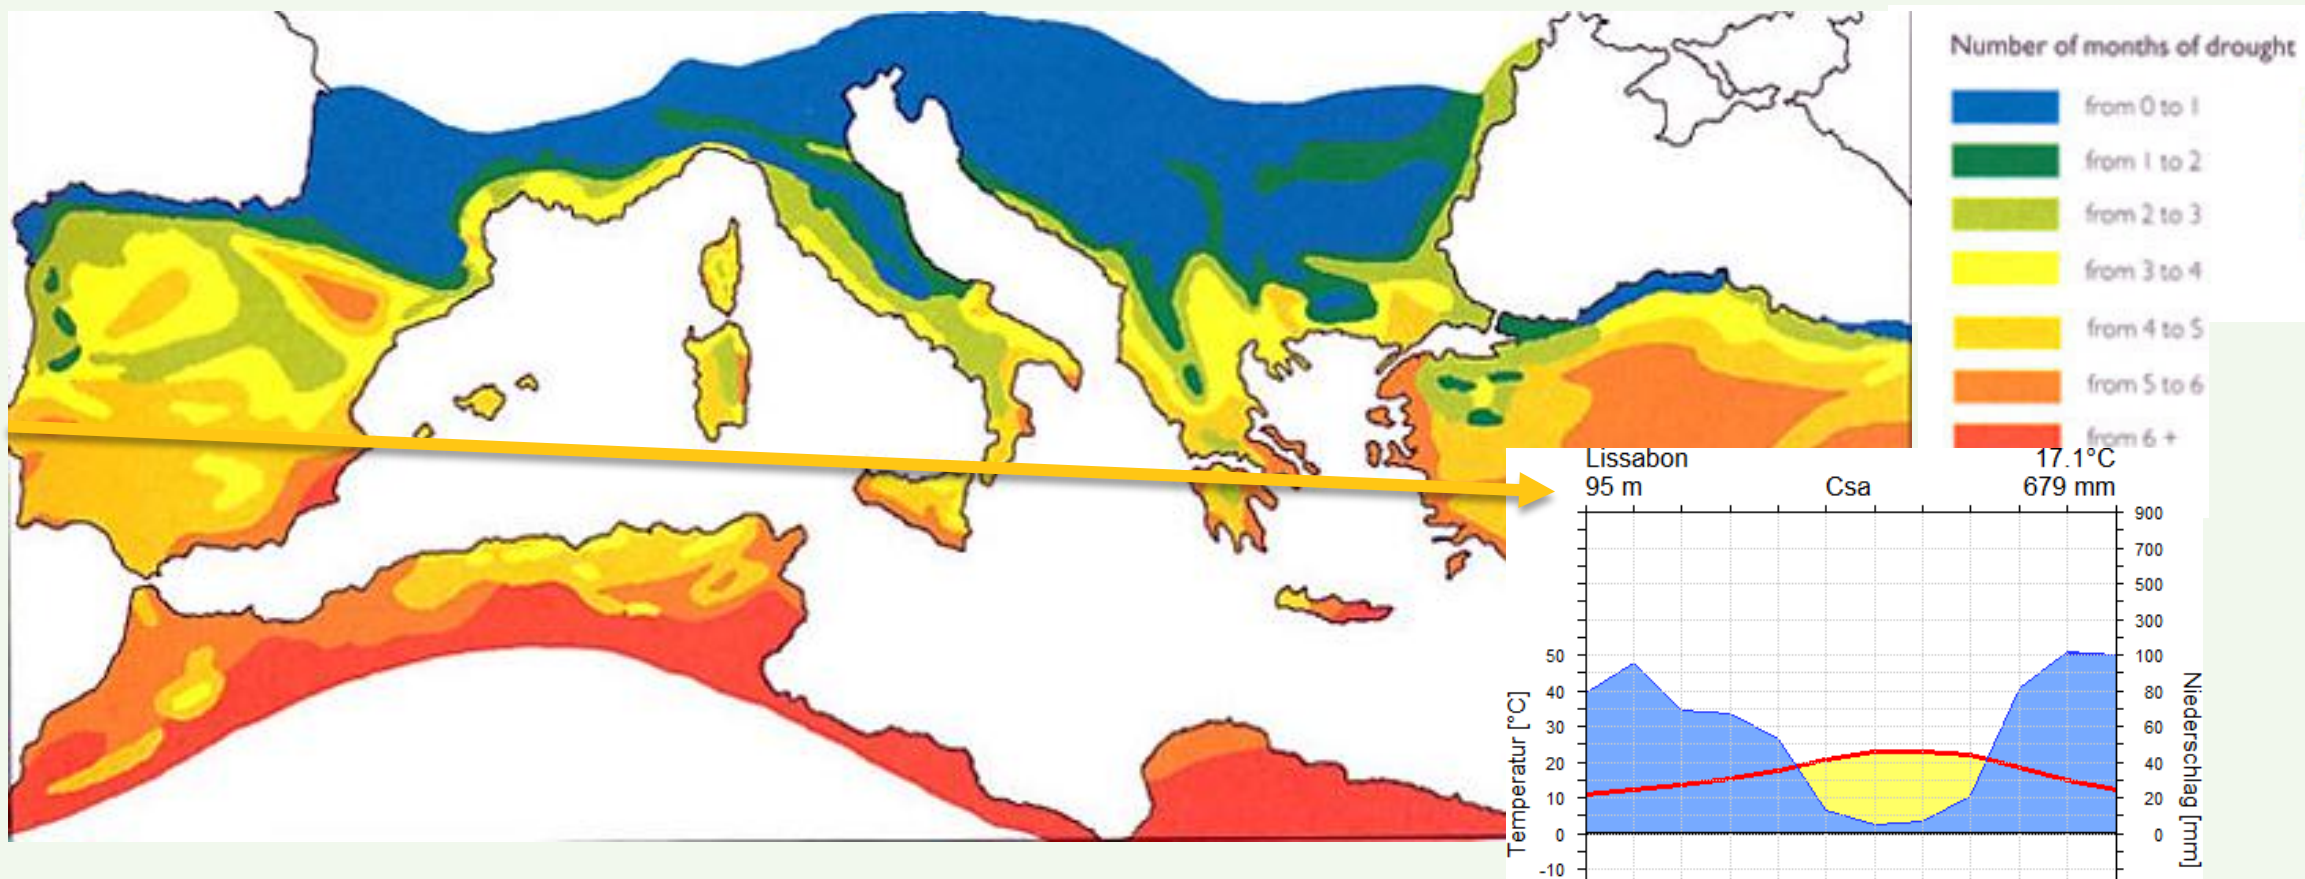 Number of months of drought
from 0 to 1
from 1 to 2
from 2 to 3
from 3 to 4
from 4 to 5
from 5 to 6
from 6 +
Lissabon 17.1°C
95 m Csa 679 mm
900
700
500
300
50 100
40 80
30 60
20 40
10 20
0 0
-10
Temperatur [°C]
Niederschlag [mm]